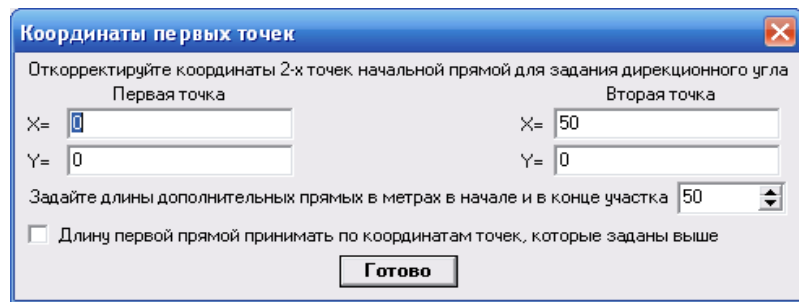 Координаты первых точек
Откорректируйте координаты 2-х точек начальной прямой для задания дирекционного угла
Первая точка Вторая точка
X= 0 X= 50
Y= 0 Y= 0
Задайте длины дополнительных прямых в метрах в начале и в конце участка 50
Длину первой прямой принимать по координатам точек, которые заданы выше
Готово